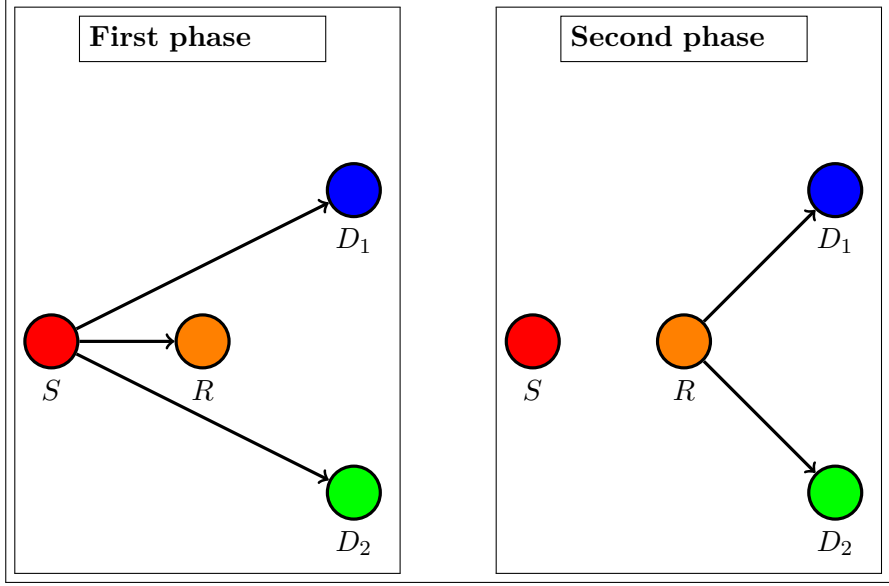 First phase
D₁
S
R
D₂
Second phase
D₁
S
R
D₂